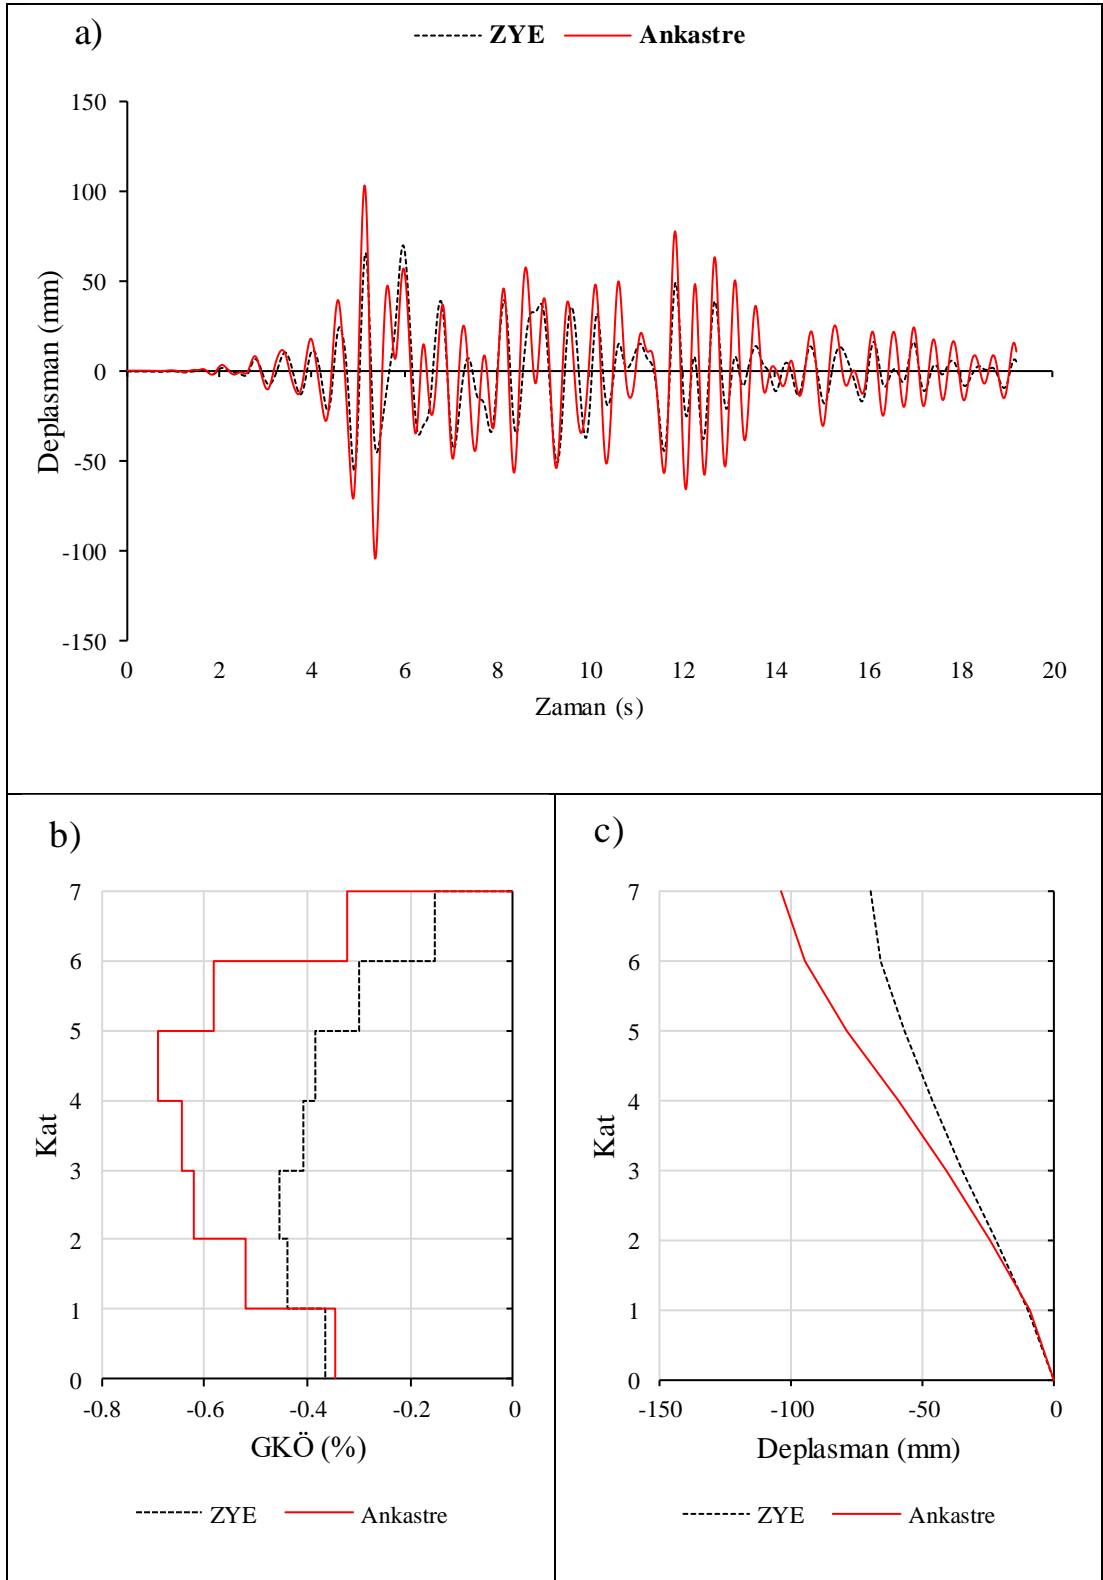 a)
ZYE Ankastre
150
100
50
0
-50
-100
-150
Deplasman (mm)
0 2 4 6 8 10 12 14 16 18 20
Zaman (s)
b)
7
6
5
4
3
2
1
0
Kat
-0.8 -0.6 -0.4 -0.2 0
GKÖ (%)
ZYE Ankastre
c)
7
6
5
4
3
2
1
0
Kat
-150 -100 -50 0
Deplasman (mm)
ZYE Ankastre